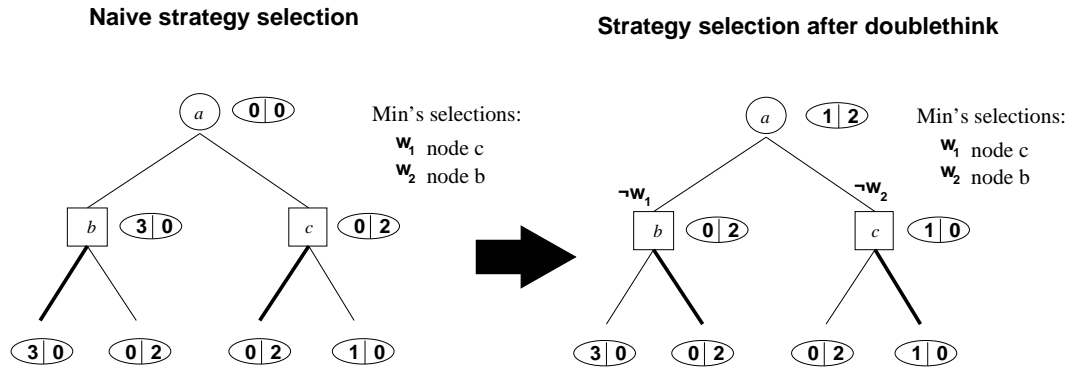 Naive strategy selection
a 0 0
Min's selections:
w1 node c
w2 node b
b 3 0
c 0 2
3 0
0 2
0 2
1 0
Strategy selection after doublethink
a 1 2
Min's selections:
w1 node c
w2 node b
¬w1
¬w2
b 0 2
c 1 0
3 0
0 2
0 2
1 0